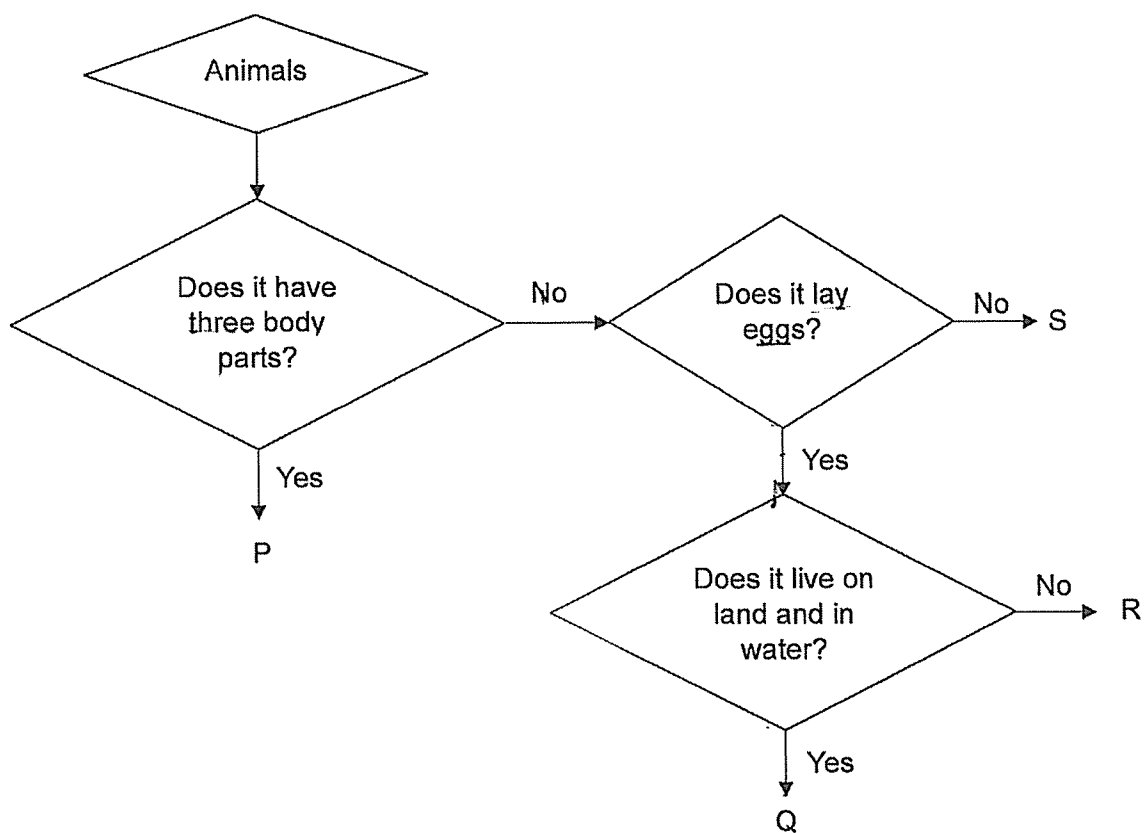 Animals
Does it have
three body
parts?
No
Does it lay
eggs?
No
S
Yes
P
Yes
Does it live on
land and in
water?
No
R
Yes
Q